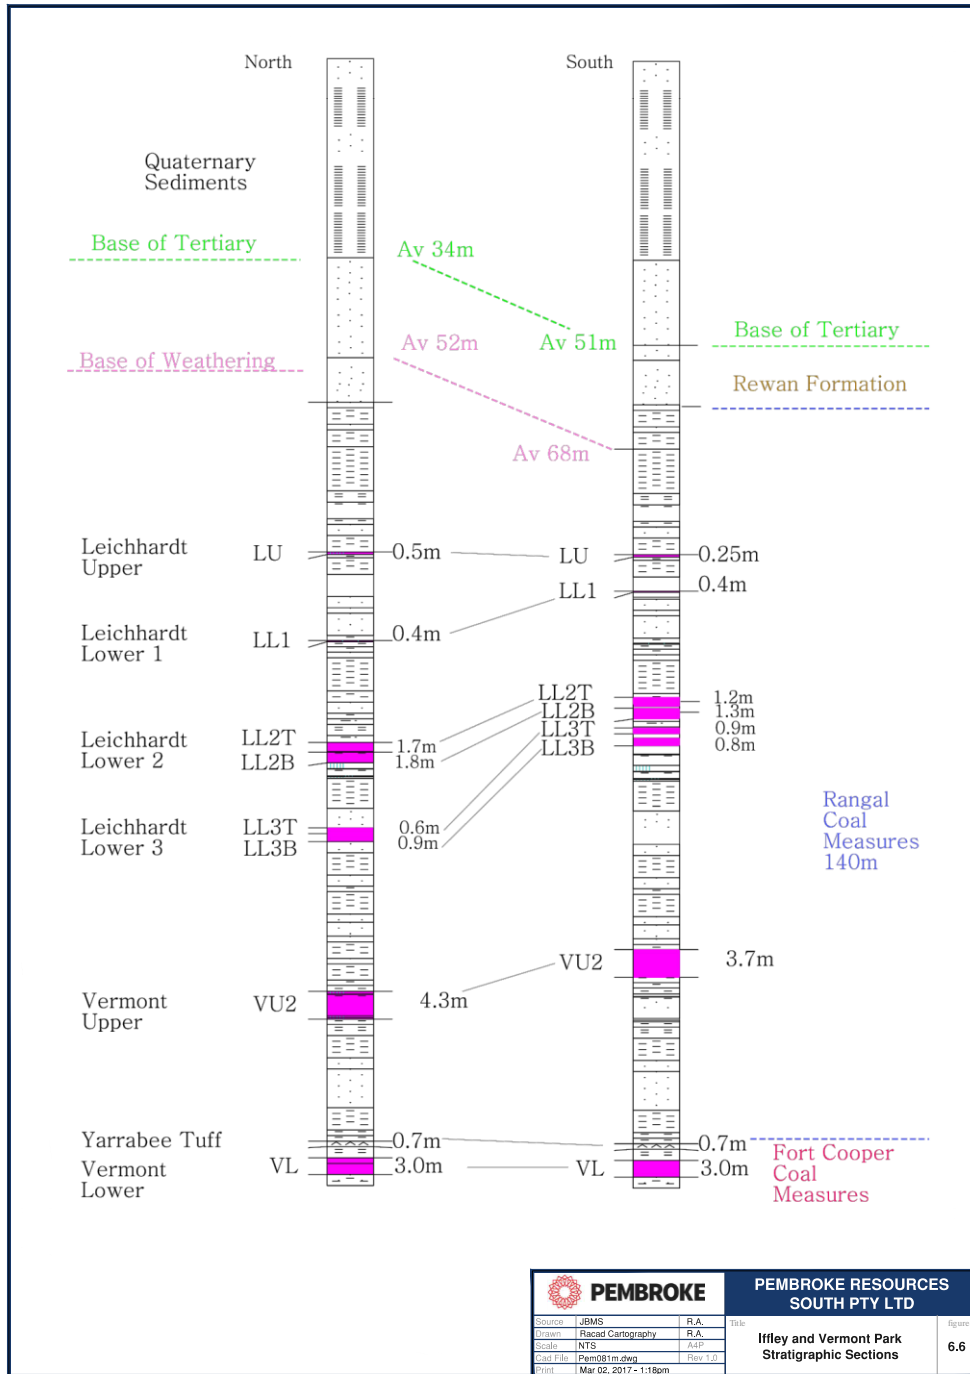 North
South
Quaternary
Sediments
Base of Tertiary
Av 34m
Av 51m
Base of Tertiary
Base of Weathering
Av 52m
Av 68m
Rewan Formation
Leichhardt
Upper
LU
0.5m
LU
0.25m
LL1
0.4m
Leichhardt
Lower 1
LL1
0.4m
LL2T
1.2m
LL2B
1.3m
LL3T
0.9m
LL3B
0.8m
Leichhardt
Lower 2
LL2T
1.7m
LL2B
1.8m
Leichhardt
Lower 3
LL3T
0.6m
LL3B
0.9m
Rangal
Coal
Measures
140m
VU2
3.7m
Vermont
Upper
VU2
4.3m
Yarrabee Tuff
0.7m
0.7m
Vermont
Lower
VL
3.0m
VL
3.0m
Fort Cooper
Coal
Measures
PEMBROKE
PEMBROKE RESOURCES
SOUTH PTY LTD
Source JBMS R.A.
Drawn Racad Cartography R.A.
Scale NTS A4P
Cad File Pem081m.dwg Rev 1.0
Print Mar 02, 2017 - 1:18pm
Title
Iffley and Vermont Park
Stratigraphic Sections
figure
6.6